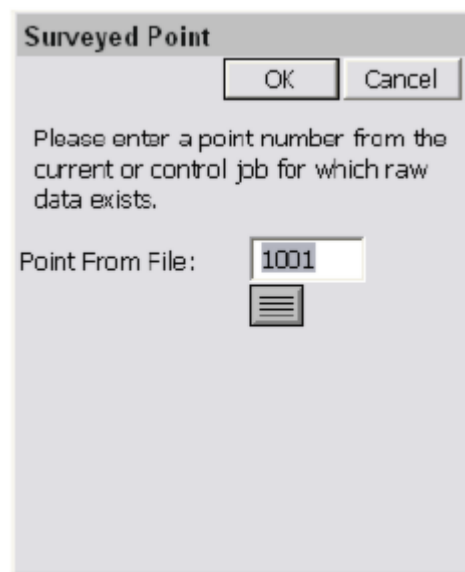 Surveyed Point
OK Cancel
Please enter a point number from the
current or control job for which raw
data exists.
Point From File: 1001